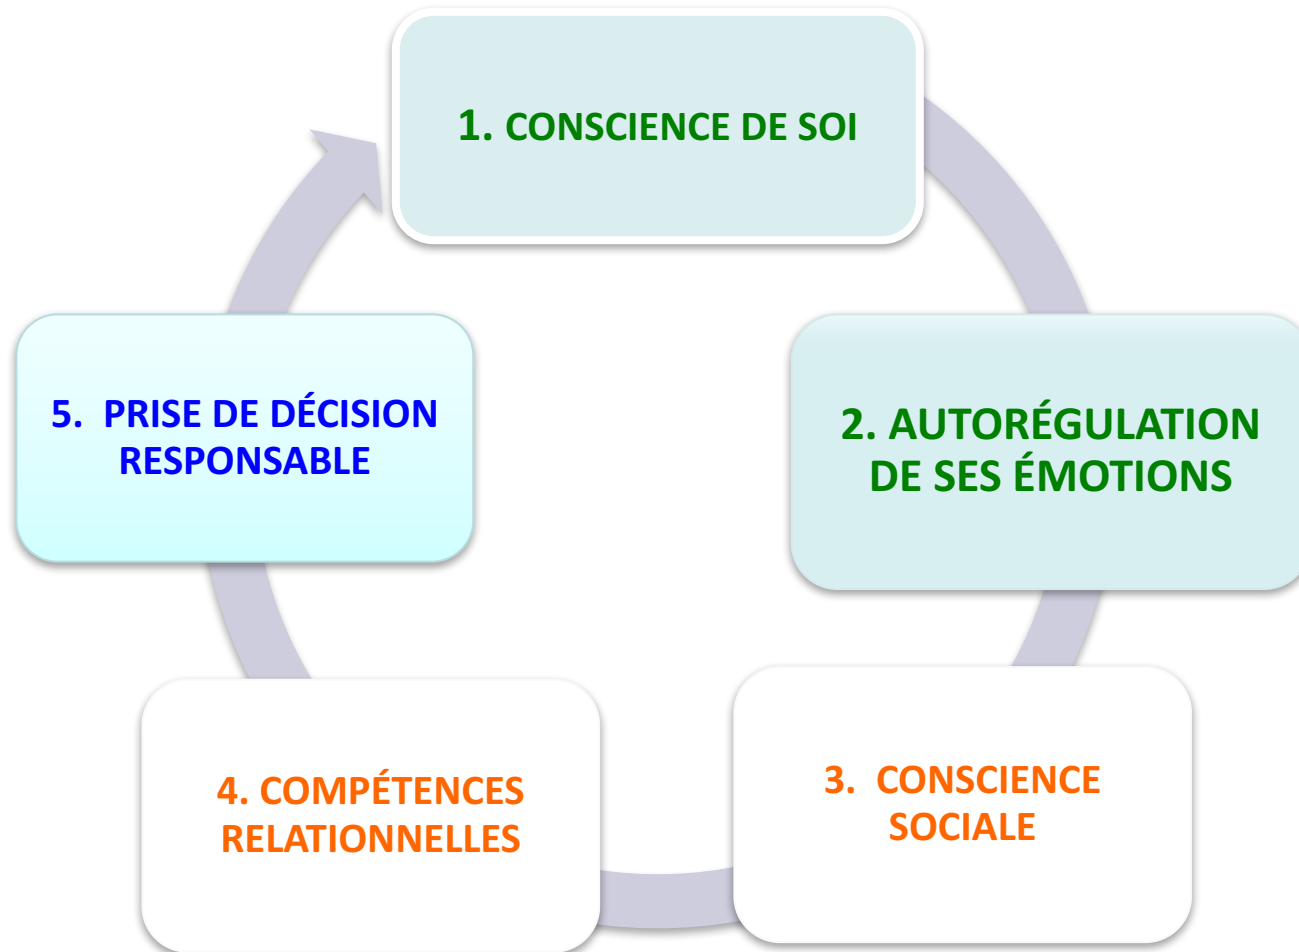 1. CONSCIENCE DE SOI
2. AUTORÉGULATION
DE SES ÉMOTIONS
3. CONSCIENCE
SOCIALE
4. COMPÉTENCES
RELATIONNELLES
5. PRISE DE DÉCISION
RESPONSABLE